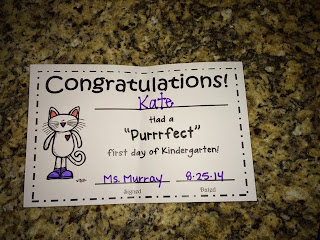 Congratulations!
Kate
Had a
"Purrrfect"
first day of Kindergarten!
Ms. Murray 8.25.14
Signed Dated